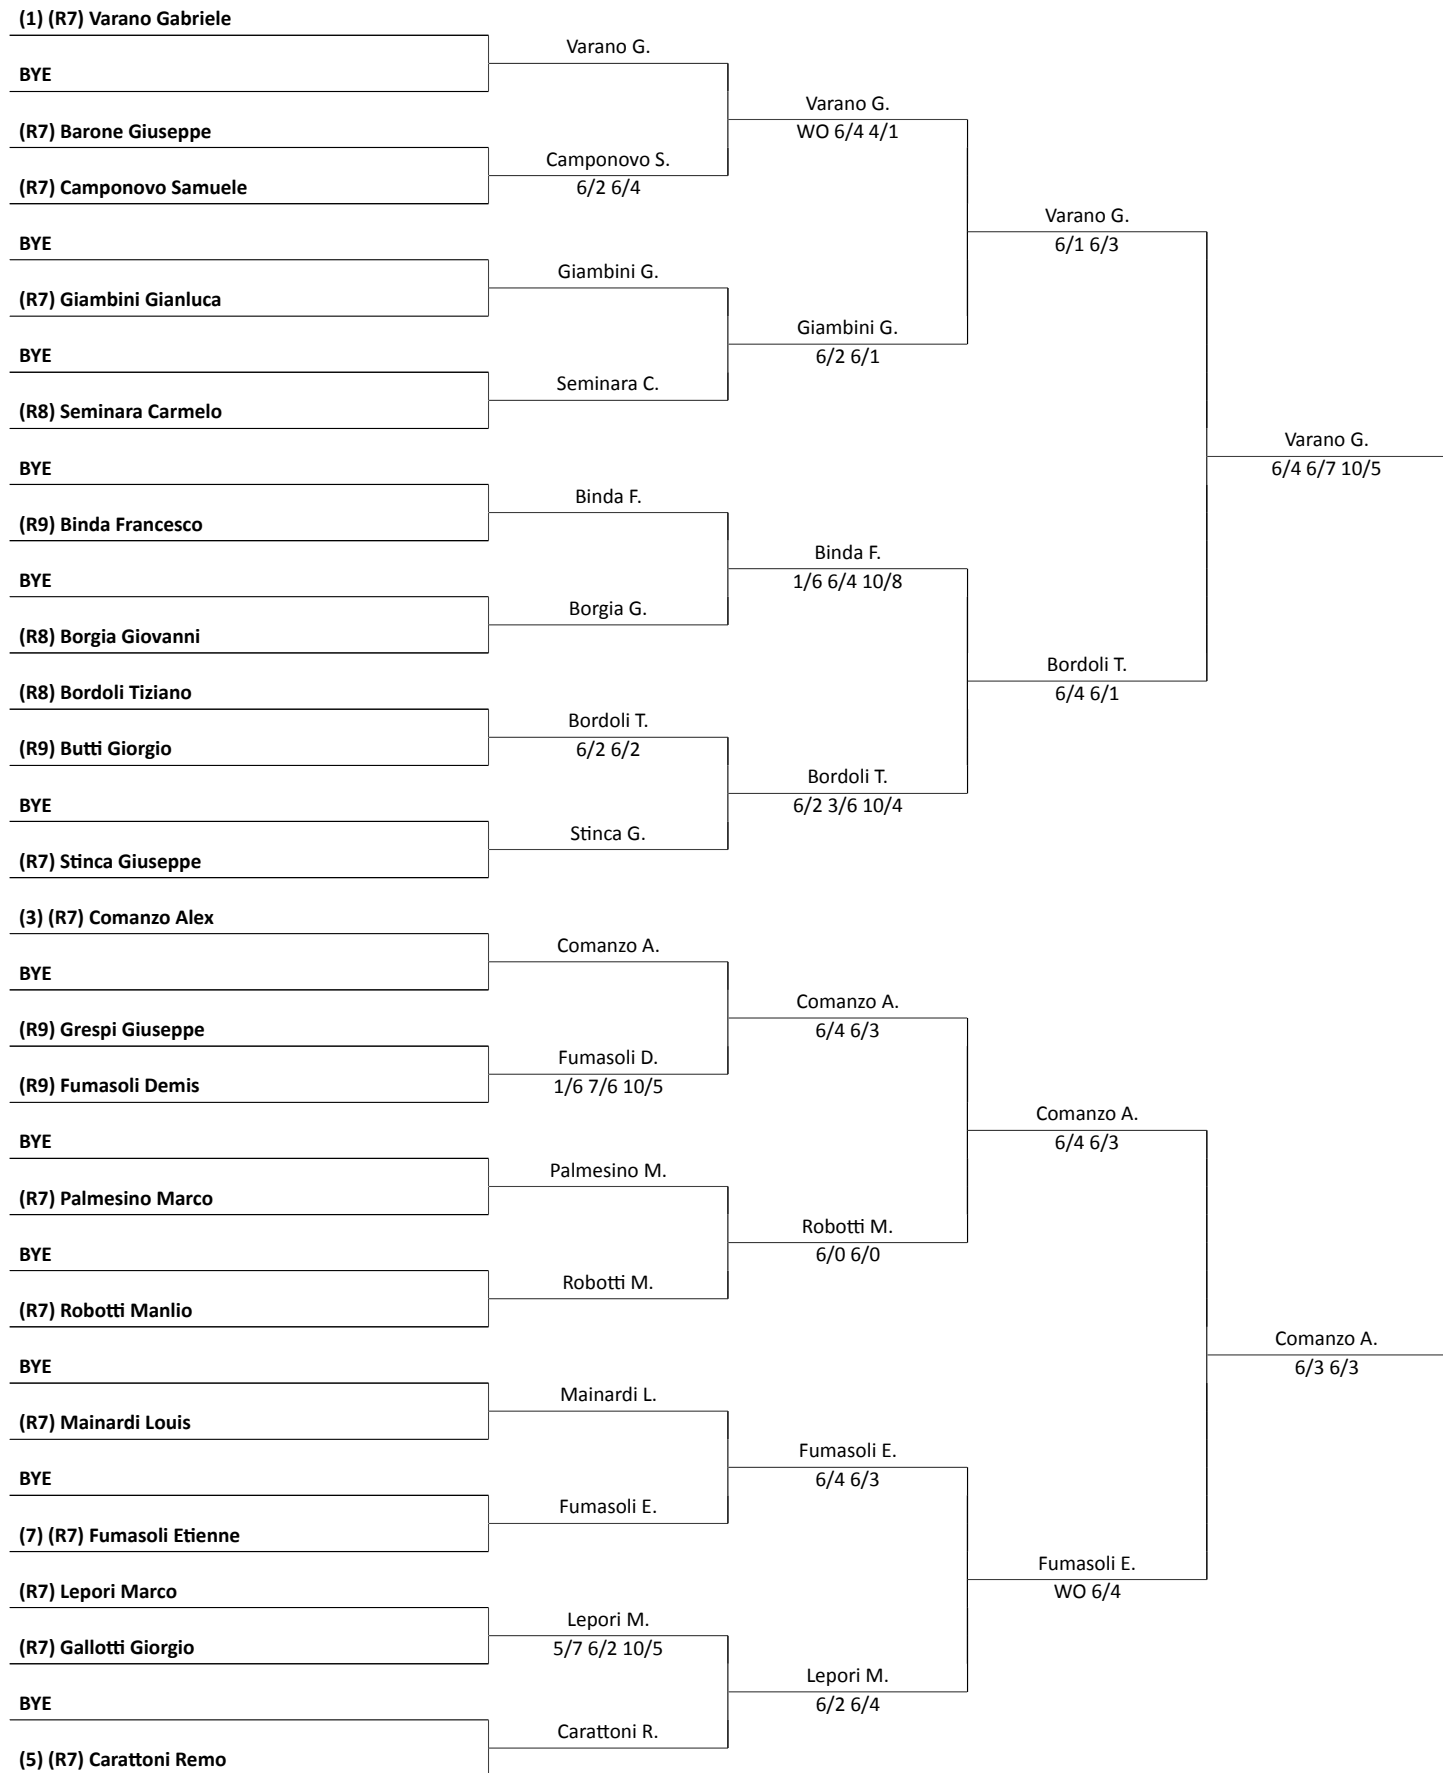 (1) (R7) Varano Gabriele
BYE
(R7) Barone Giuseppe
(R7) Camponovo Samuele
BYE
(R7) Giambini Gianluca
BYE
(R8) Seminara Carmelo
BYE
(R9) Binda Francesco
BYE
(R8) Borgia Giovanni
(R8) Bordoli Tiziano
(R9) Butti Giorgio
BYE
(R7) Stinca Giuseppe
(3) (R7) Comanzo Alex
BYE
(R9) Grespi Giuseppe
(R9) Fumasoli Demis
BYE
(R7) Palmesino Marco
BYE
(R7) Robotti Manlio
BYE
(R7) Mainardi Louis
BYE
(7) (R7) Fumasoli Etienne
(R7) Lepori Marco
(R7) Gallotti Giorgio
BYE
(5) (R7) Carattoni Remo
Varano G.
Camponovo S.
6/2 6/4
Giambini G.
Seminara C.
Binda F.
Borgia G.
Bordoli T.
6/2 6/2
Stinca G.
Comanzo A.
Fumasoli D.
1/6 7/6 10/5
Palmesino M.
Robotti M.
Mainardi L.
Fumasoli E.
Lepori M.
5/7 6/2 10/5
Carattoni R.
Varano G.
WO 6/4 4/1
Giambini G.
6/2 6/1
Binda F.
1/6 6/4 10/8
Bordoli T.
6/2 3/6 10/4
Comanzo A.
6/4 6/3
Robotti M.
6/0 6/0
Fumasoli E.
6/4 6/3
Lepori M.
6/2 6/4
Varano G.
6/1 6/3
Bordoli T.
6/4 6/1
Comanzo A.
6/4 6/3
Fumasoli E.
WO 6/4
Varano G.
6/4 6/7 10/5
Comanzo A.
6/3 6/3